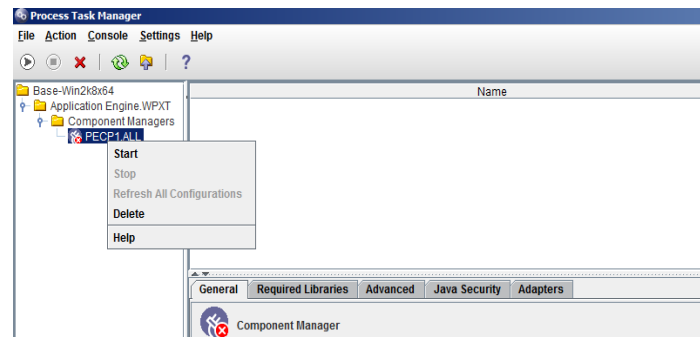 Process Task Manager
File Action Console Settings Help
?
Base-Win2k8x64
Application Engine.WPXT
Component Managers
PECP1.ALL
Start
Stop
Refresh All Configurations
Delete
Help
Name
General Required Libraries Advanced Java Security Adapters
Component Manager